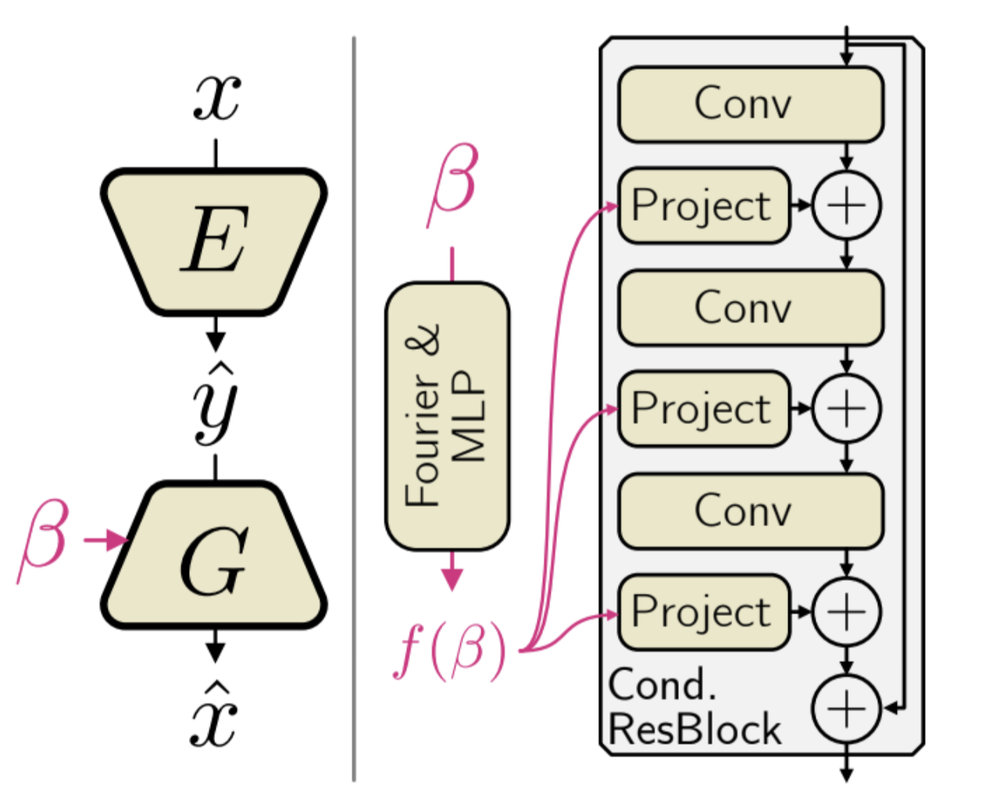 x
E
ŷ
β
G
x̂
β
Fourier &
MLP
f(β)
Conv
Project
Conv
Project
Conv
Project
Cond.
ResBlock